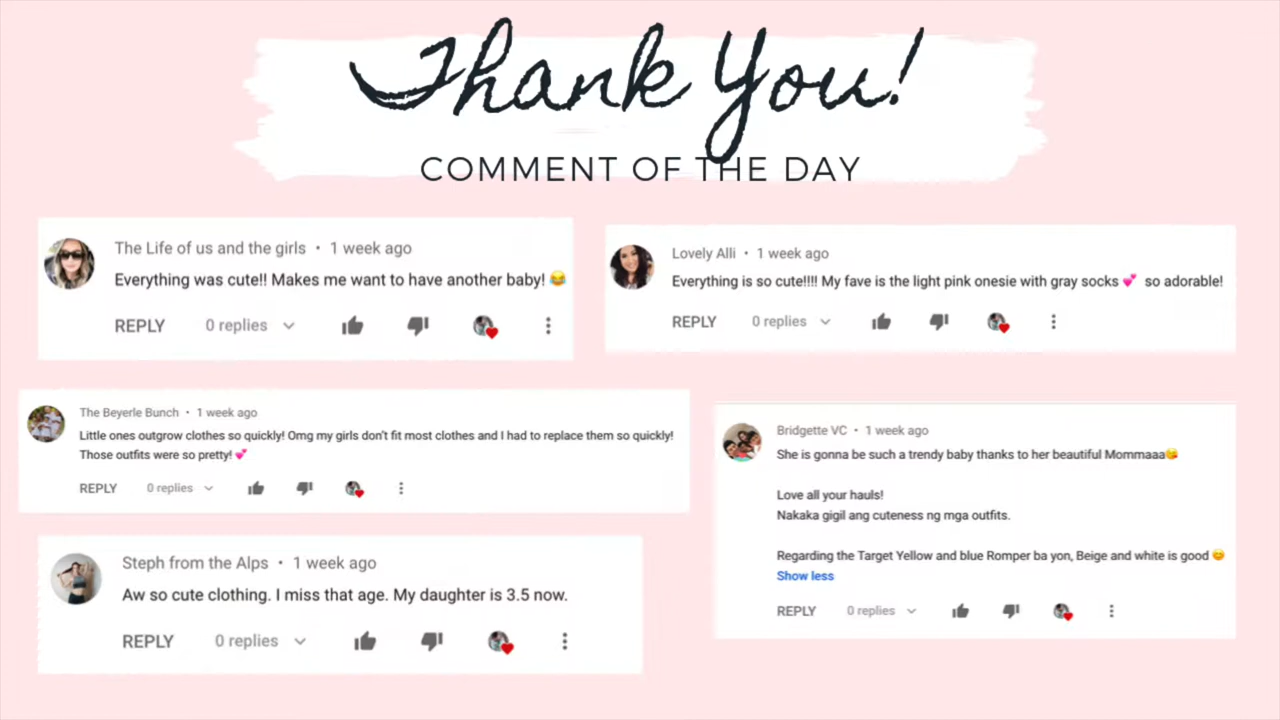 Thank You!
COMMENT OF THE DAY
The Life of us and the girls • 1 week ago
Everything was cute!! Makes me want to have another baby! 😂
REPLY 0 replies
Lovely Alli • 1 week ago
Everything is so cute!!!! My fave is the light pink onesie with gray socks 💕 so adorable!
REPLY 0 replies
The Beyerle Bunch • 1 week ago
Little ones outgrow clothes so quickly! Omg my girls don't fit most clothes and I had to replace them so quickly!
Those outfits were so pretty! 💕
REPLY 0 replies
Bridgette VC • 1 week ago
She is gonna be such a trendy baby thanks to her beautiful Mommaaa😘
Love all your hauls!
Nakaka gigil ang cuteness ng mga outfits.
Regarding the Target Yellow and blue Romper ba yon, Beige and white is good 😊
Show less
REPLY 0 replies
Steph from the Alps • 1 week ago
Aw so cute clothing. I miss that age. My daughter is 3.5 now.
REPLY 0 replies